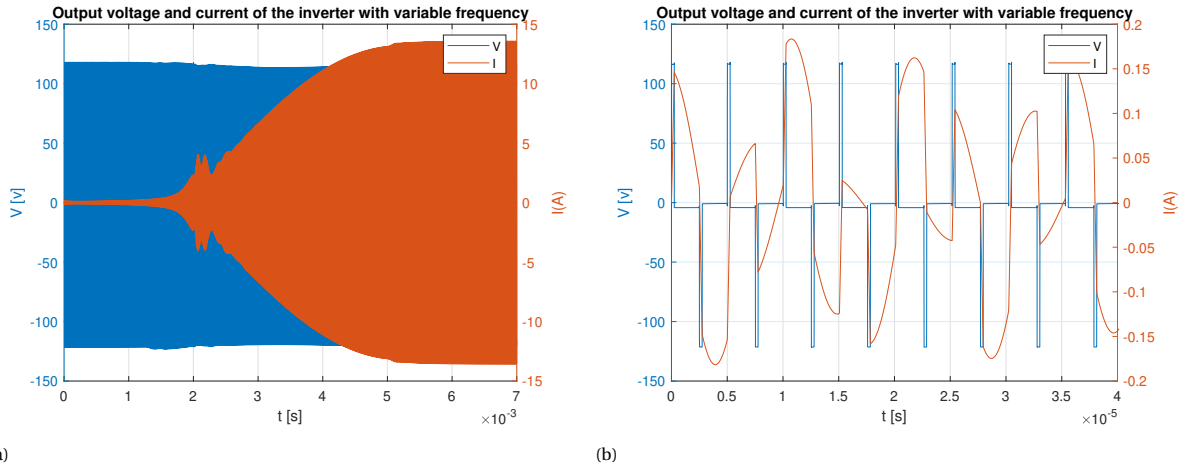 Output voltage and current of the inverter with variable frequency
150
100
50
0
-50
-100
-150
V [v]
15
10
5
0
-5
-10
-15
I(A)
V
I
0 1 2 3 4 5 6 7
t [s]
×10⁻³
Output voltage and current of the inverter with variable frequency
150
100
50
0
-50
-100
-150
V [v]
0.2
0.15
0.1
0.05
0
-0.05
-0.1
-0.15
-0.2
I(A)
V
I
0 0.5 1 1.5 2 2.5 3 3.5 4
t [s]
×10⁻⁵
)
(b)